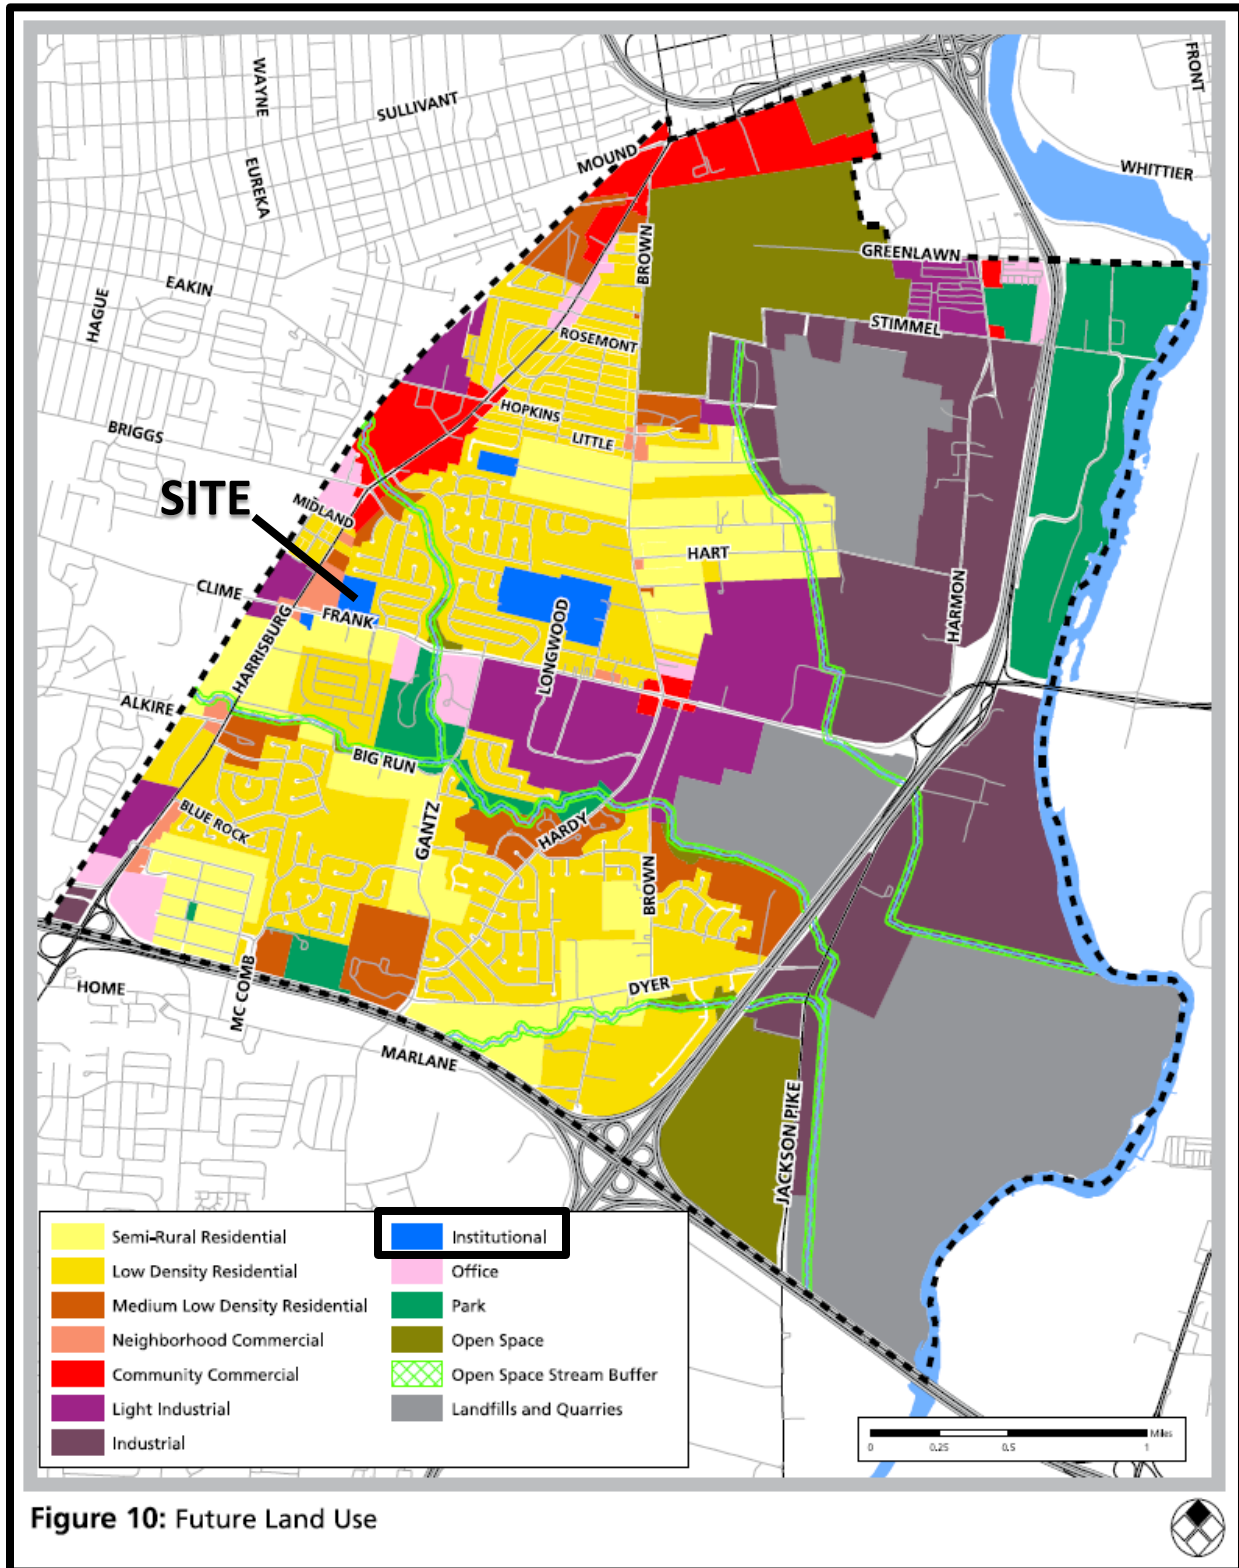 WAYNE
SULLIVANT
FRONT
EUREKA
MOUND
WHITTIER
BROWN
GREENLAWN
EAKIN
HAGUE
STIMMEL
ROSEMONT
HOPKINS
BRIGGS
LITTLE
SITE
MIDLAND
HART
CLIME
FRANK
HARMON
LONGWOOD
HARRISBURG
ALKIRE
BIG RUN
BLUE ROCK
GANTZ
HARDY
BROWN
MC COMB
HOME
DYER
MARLANE
JACKSON PIKE
Semi-Rural Residential
Low Density Residential
Medium Low Density Residential
Neighborhood Commercial
Community Commercial
Light Industrial
Industrial
Institutional
Office
Park
Open Space
Open Space Stream Buffer
Landfills and Quarries
Miles
0 0.25 0.5 1
Figure 10: Future Land Use